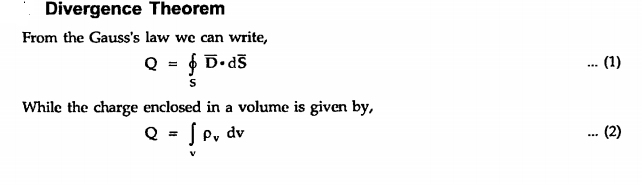 Divergence Theorem
From the Gauss's law we can write,
Q = ∮ D̄•dS̄ ... (1)
S
While the charge enclosed in a volume is given by,
Q = ∫ ρᵥ dv ... (2)
v